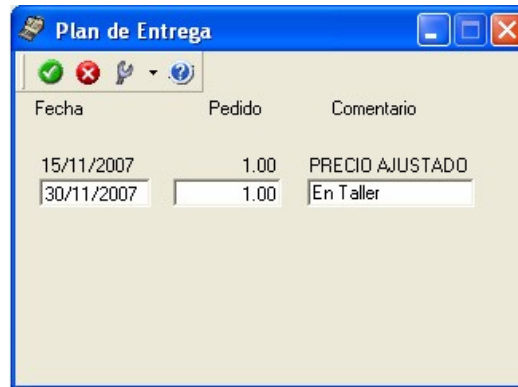 Plan de Entrega
Fecha Pedido Comentario
15/11/2007 1.00 PRECIO AJUSTADO
30/11/2007 1.00 En Taller